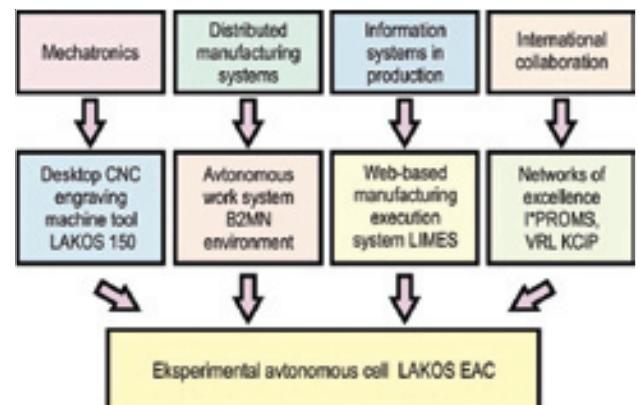 Mechatronics
Distributed
manufacturing
systems
Information
systems in
production
International
collaboration
Desktop CNC
engraving
machine tool
LAKOS 150
Avtonomous
work system
B2MN
environment
Web-based
manufacturing
execution
system LIMES
Networks of
excellence
I*PROMS,
VRL KCiP
Eksperimental avtonomous cell LAKOS EAC